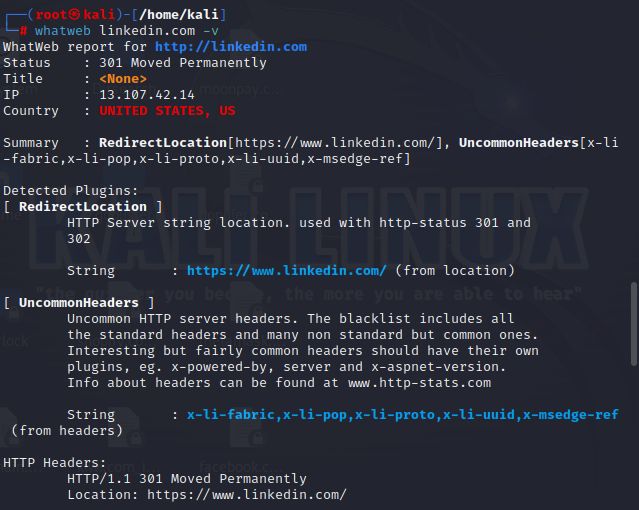 ┌──(root㉿kali)-[/home/kali]
└─# whatweb linkedin.com -v
WhatWeb report for http://linkedin.com
Status    : 301 Moved Permanently
Title     : <None>
IP        : 13.107.42.14
Country   : UNITED STATES, US
Summary   : RedirectLocation[https://www.linkedin.com/], UncommonHeaders[x-li
-fabric,x-li-pop,x-li-proto,x-li-uuid,x-msedge-ref]
Detected Plugins:
[ RedirectLocation ]
HTTP Server string location. used with http-status 301 and
302
String       : https://www.linkedin.com/ (from location)
[ UncommonHeaders ]
Uncommon HTTP server headers. The blacklist includes all
the standard headers and many non standard but common ones.
Interesting but fairly common headers should have their own
plugins, eg. x-powered-by, server and x-aspnet-version.
Info about headers can be found at www.http-stats.com
String       : x-li-fabric,x-li-pop,x-li-proto,x-li-uuid,x-msedge-ref
(from headers)
HTTP Headers:
HTTP/1.1 301 Moved Permanently
Location: https://www.linkedin.com/
KALI LINUX
moonpay.c...
facebook.c...